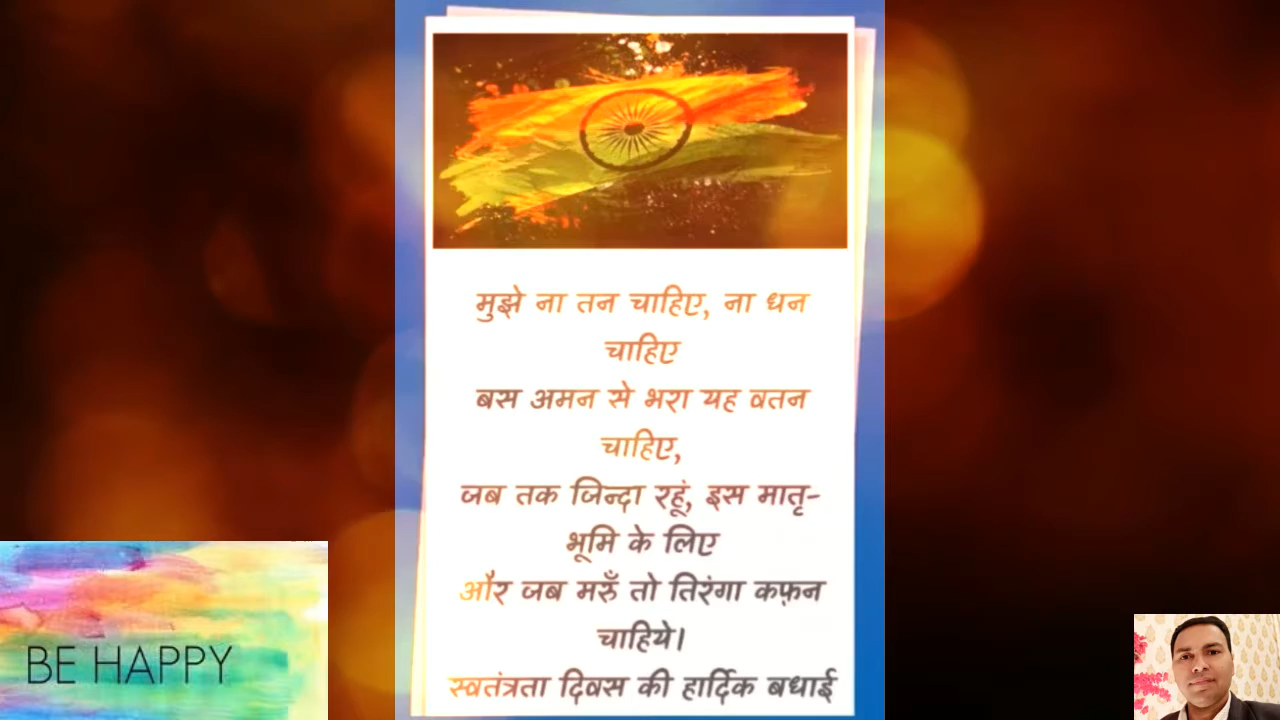 मुझे ना तन चाहिए, ना धन
चाहिए
बस अमन से भरा यह वतन
चाहिए,
जब तक जिन्दा रहूं, इस मातृ-
भूमि के लिए
और जब मरुँ तो तिरंगा कफ़न
चाहिये।
स्वतंत्रता दिवस की हार्दिक बधाई
BE HAPPY